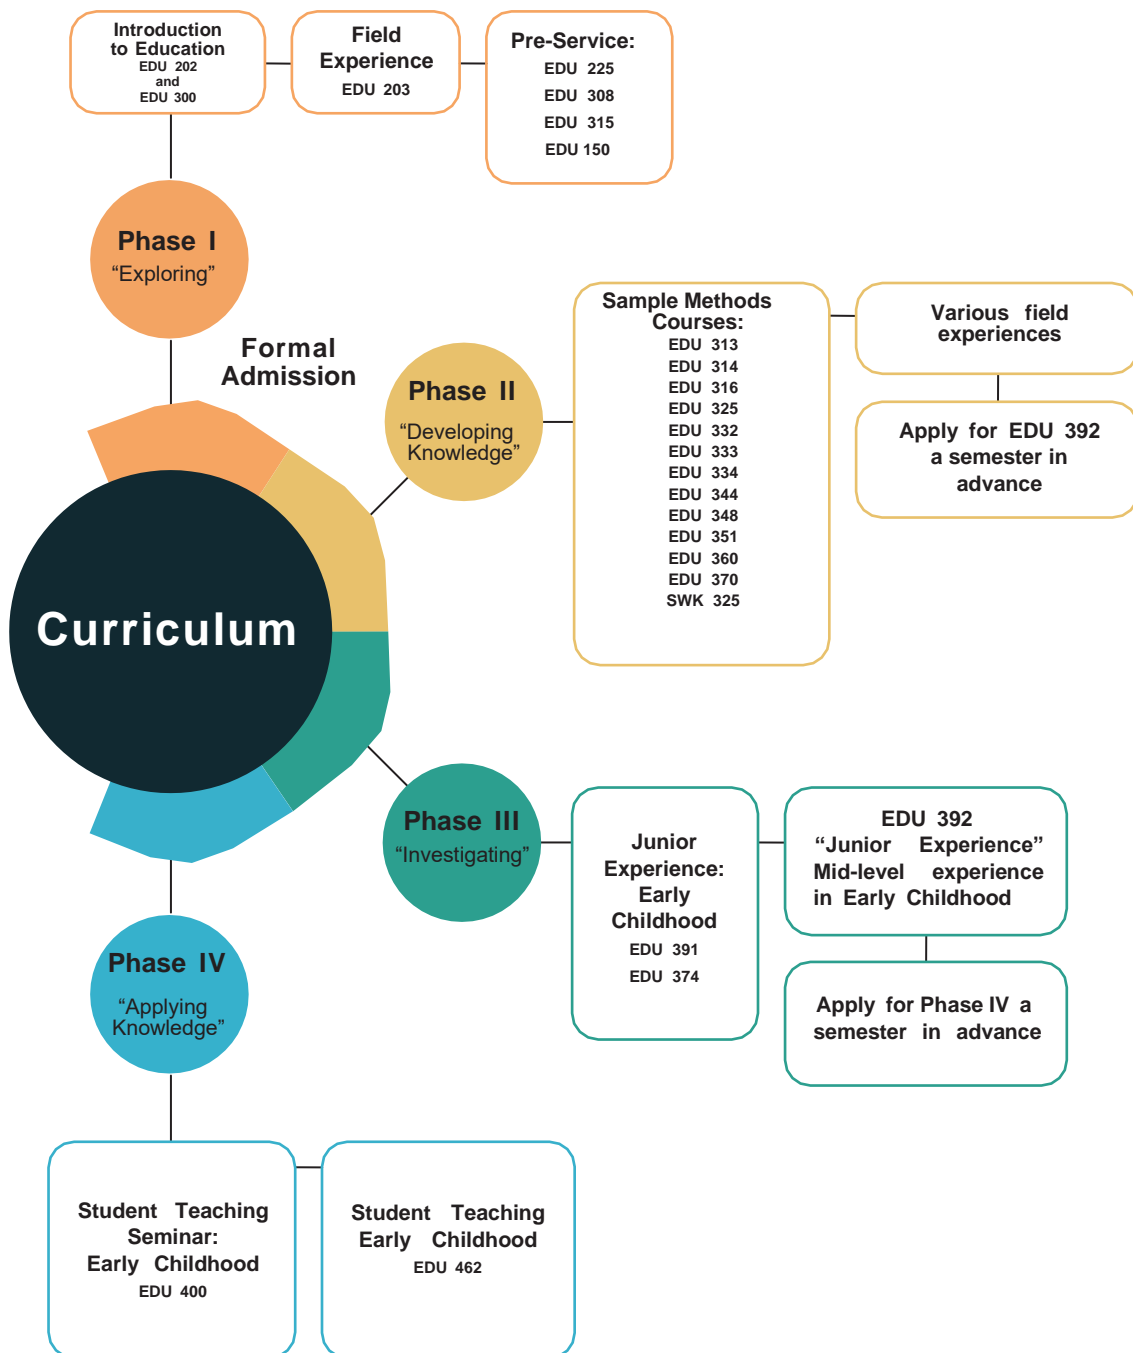 Introduction
to Education
EDU 202
and
EDU 300
Field
Experience
EDU 203
Pre-Service:
EDU 225
EDU 308
EDU 315
EDU 150
Phase I
“Exploring”
Formal
Admission
Phase II
“Developing
Knowledge”
Sample Methods
Courses:
EDU 313
EDU 314
EDU 316
EDU 325
EDU 332
EDU 333
EDU 334
EDU 344
EDU 348
EDU 351
EDU 360
EDU 370
SWK 325
Various field
experiences
Apply for EDU 392
a semester in
advance
Curriculum
Phase III
“Investigating”
Junior
Experience:
Early
Childhood
EDU 391
EDU 374
EDU 392
“Junior Experience”
Mid-level experience
in Early Childhood
Apply for Phase IV a
semester in advance
Phase IV
“Applying
Knowledge”
Student Teaching
Seminar:
Early Childhood
EDU 400
Student Teaching
Early Childhood
EDU 462